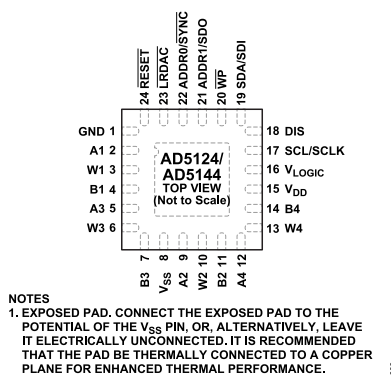 24 RESET
23 LRDAC
22 ADDR0/SYNC
21 ADDR1/SDO
20 WP
19 SDA/SDI
GND 1
A1 2
W1 3
B1 4
A3 5
W3 6
AD5124/
AD5144
TOP VIEW
(Not to Scale)
18 DIS
17 SCL/SCLK
16 VLOGIC
15 VDD
14 B4
13 W4
B3 7
VSS 8
A2 9
W2 10
B2 11
A4 12
NOTES
1. EXPOSED PAD. CONNECT THE EXPOSED PAD TO THE
POTENTIAL OF THE VSS PIN, OR, ALTERNATIVELY, LEAVE
IT ELECTRICALLY UNCONNECTED. IT IS RECOMMENDED
THAT THE PAD BE THERMALLY CONNECTED TO A COPPER
PLANE FOR ENHANCED THERMAL PERFORMANCE.